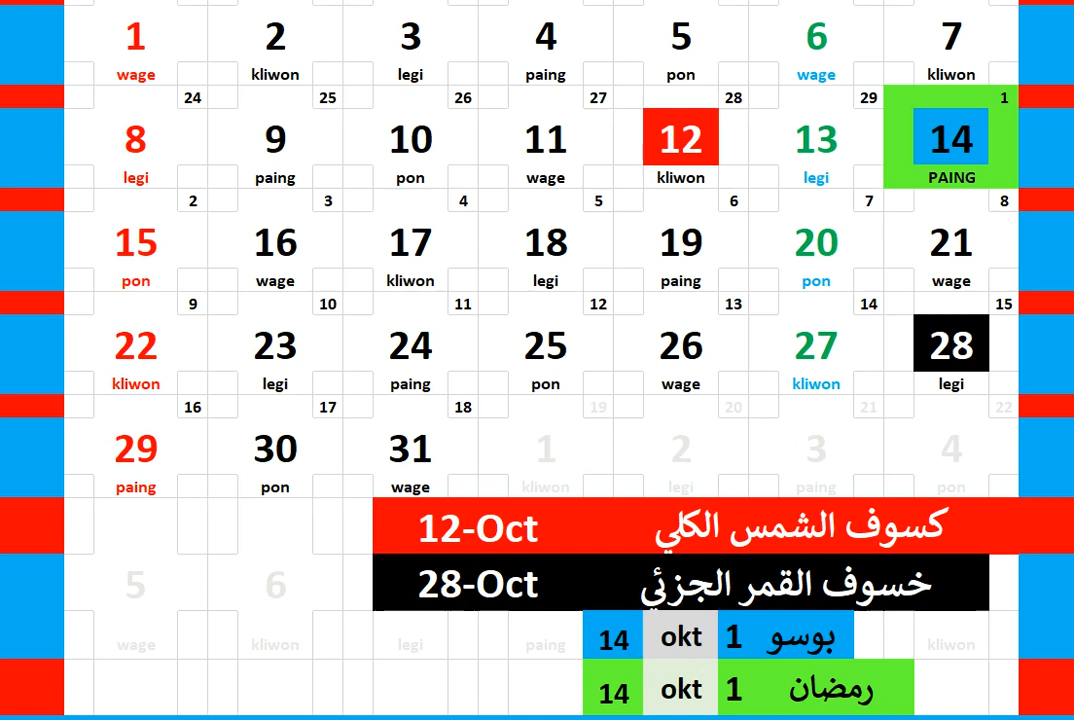 1 2 3 4 5 6 7
wage kliwon legi paing pon wage kliwon
24 25 26 27 28 29 1
8 9 10 11 12 13 14
legi paing pon wage kliwon legi PAING
2 3 4 5 6 7 8
15 16 17 18 19 20 21
pon wage kliwon legi paing pon wage
9 10 11 12 13 14 15
22 23 24 25 26 27 28
kliwon legi paing pon wage kliwon legi
16 17 18 19 20 21 22
29 30 31 1 2 3 4
paing pon wage kliwon legi paing pon
12-Oct كسوف الشمس الكلي
5 6 28-Oct خسوف القمر الجزئي
wage kliwon legi paing 14 okt 1 بوسو kliwon
14 okt 1 رمضان